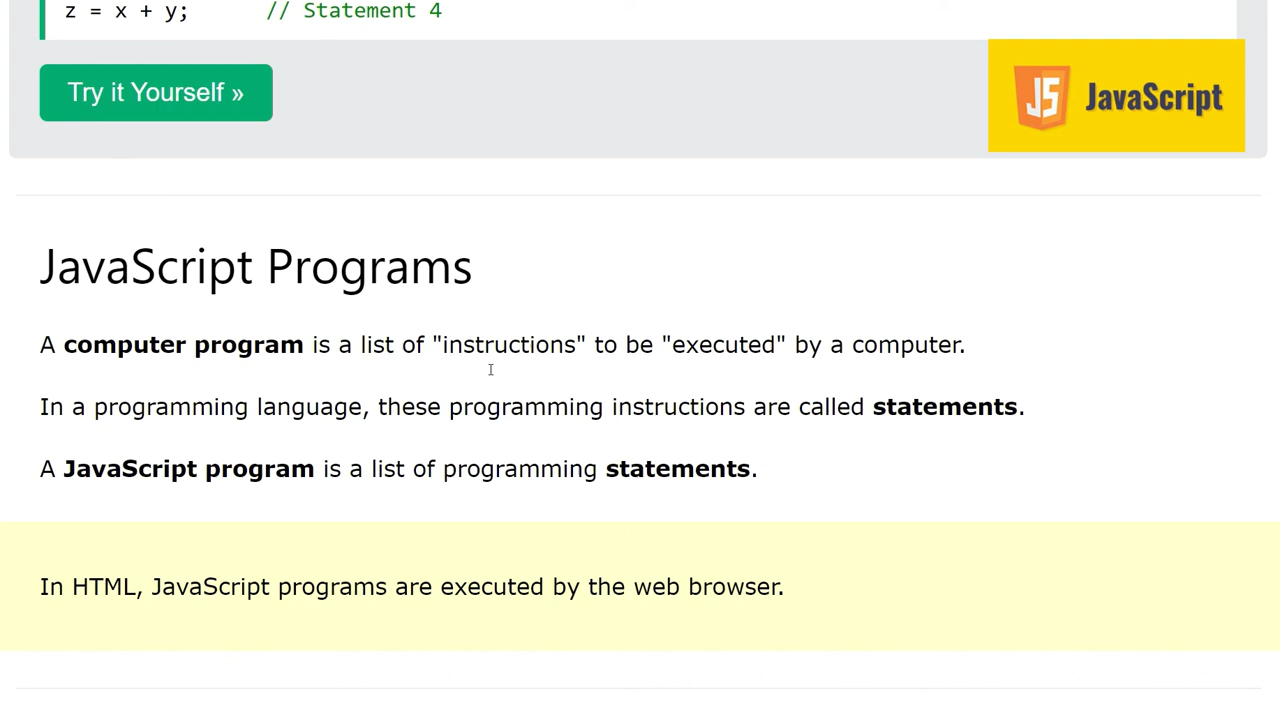 z = x + y;      // Statement 4
Try it Yourself »
JS JavaScript
JavaScript Programs
A computer program is a list of "instructions" to be "executed" by a computer.
In a programming language, these programming instructions are called statements.
A JavaScript program is a list of programming statements.
In HTML, JavaScript programs are executed by the web browser.